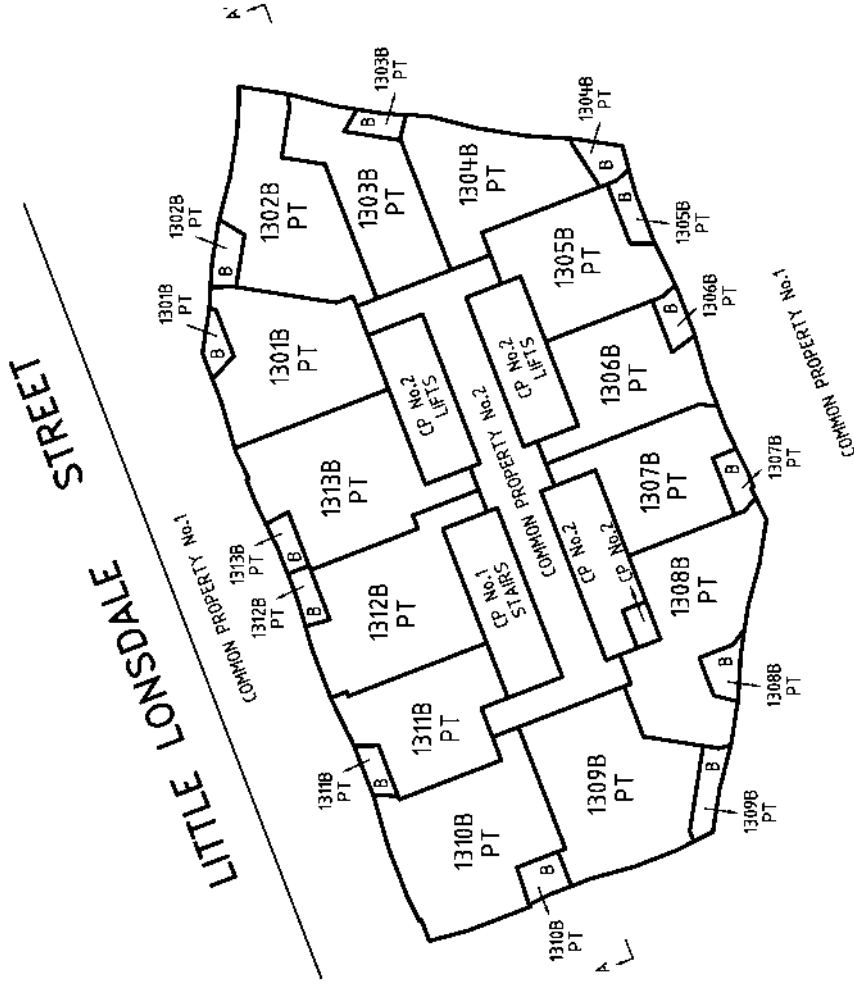 A'
LITTLE LONSDALE STREET
COMMON PROPERTY No.1
1303B
PT
B
1304B
PT
B
1302B
PT
B
1302B
PT
1303B
PT
1304B
PT
1301B
PT
B
1301B
PT
1305B
PT
B
1305B
PT
CP No.2
LIFTS
CP No.2
LIFTS
1306B
PT
B
1306B
PT
COMMON PROPERTY No.1
1313B
PT
B
1313B
PT
COMMON PROPERTY No.2
1307B
PT
B
1307B
PT
1312B
PT
B
1312B
PT
CP No.1
STAIRS
CP No.2
CP No.2
1308B
PT
B
1308B
PT
1311B
PT
B
1311B
PT
1310B
PT
B
1310B
PT
1309B
PT
B
1309B
PT
A